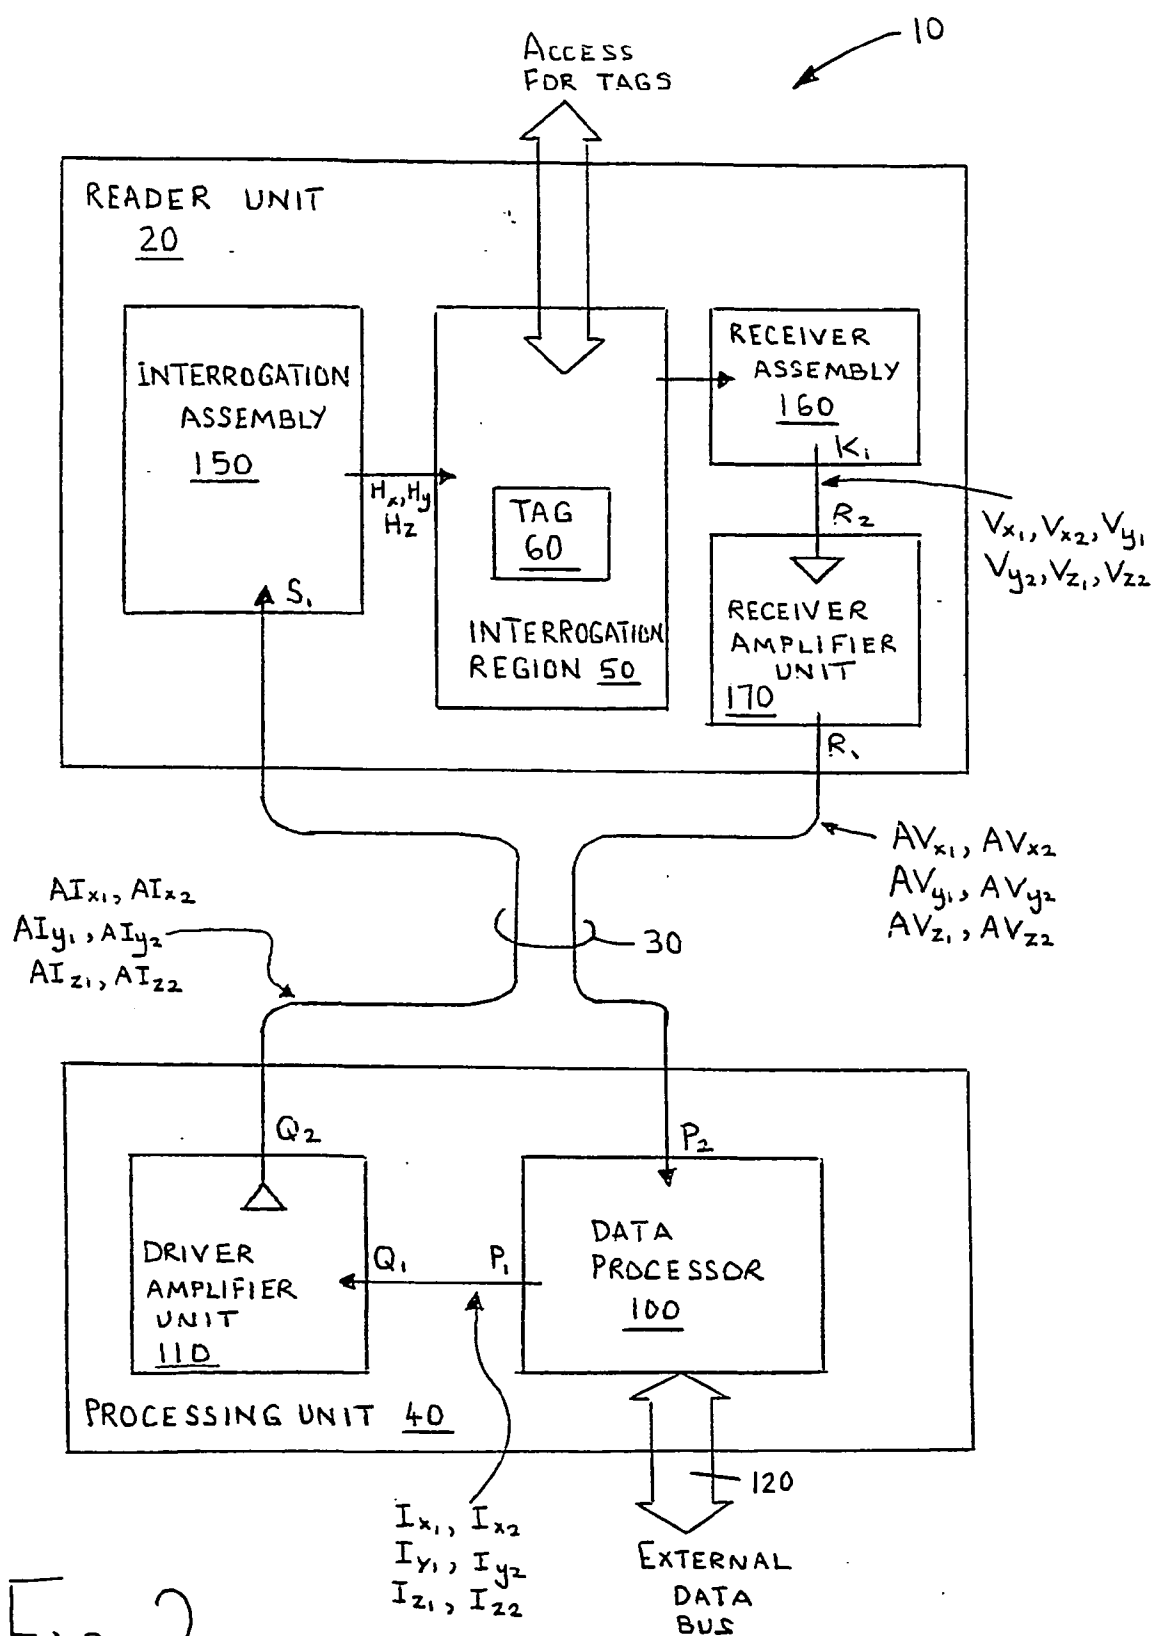 10
ACCESS
FOR TAGS
READER UNIT
20
INTERROGATION
ASSEMBLY
150
Hx, Hy
Hz
S1
TAG
60
INTERROGATION
REGION 50
RECEIVER
ASSEMBLY
160
K1
R2
Vx1, Vx2, Vy1
Vy2, Vz1, Vz2
RECEIVER
AMPLIFIER
UNIT
170
R1
AVx1, AVx2
AVy1, AVy2
AVz1, AVz2
AIx1, AIx2
AIy1, AIy2
AIz1, AIz2
30
Q2
P2
DRIVER
AMPLIFIER
UNIT
110
Q1
P1
DATA
PROCESSOR
100
PROCESSING UNIT 40
120
Ix1, Ix2
Iy1, Iy2
Iz1, Iz2
EXTERNAL
DATA
BUS
Fig 2